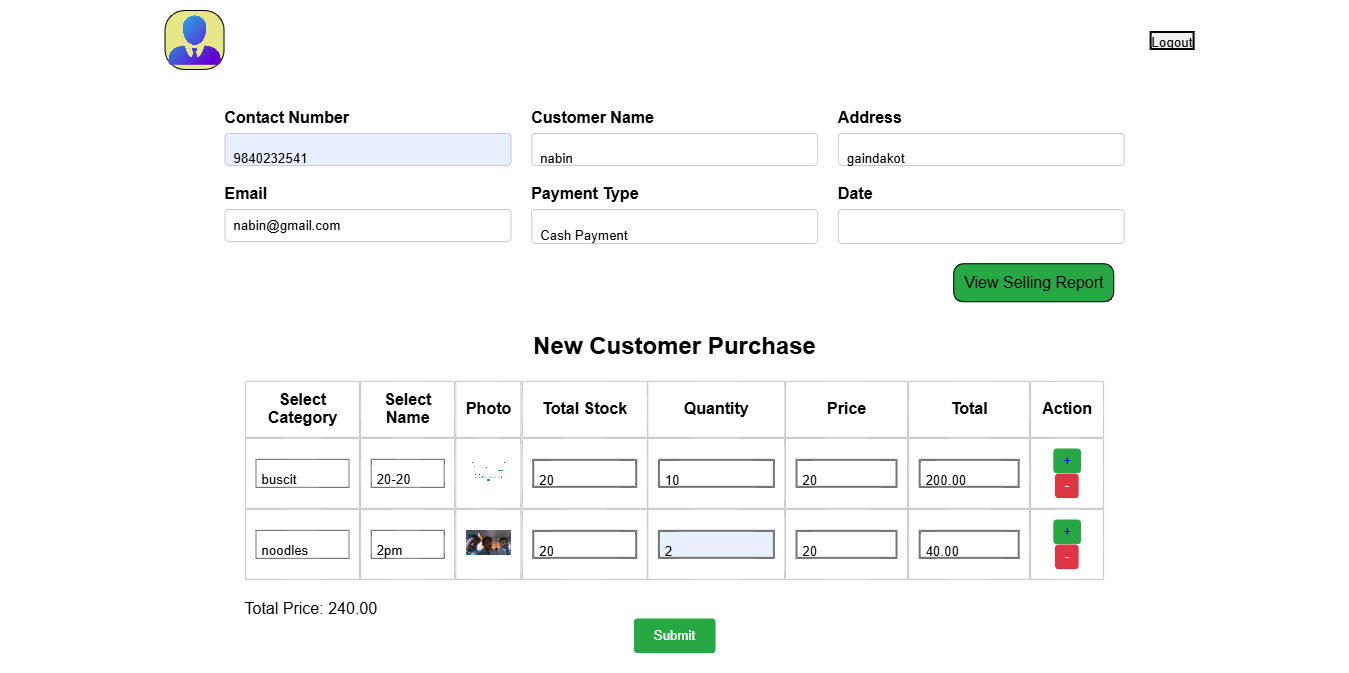 Logout
Contact Number Customer Name Address
9840232541 nabin gaindakot
Email Payment Type Date
nabin@gmail.com Cash Payment
View Selling Report
New Customer Purchase
Select Category Select Name Photo Total Stock Quantity Price Total Action
buscit 20-20 20 10 20 200.00 +
-
noodles 2pm 20 2 20 40.00 +
-
Total Price: 240.00
Submit